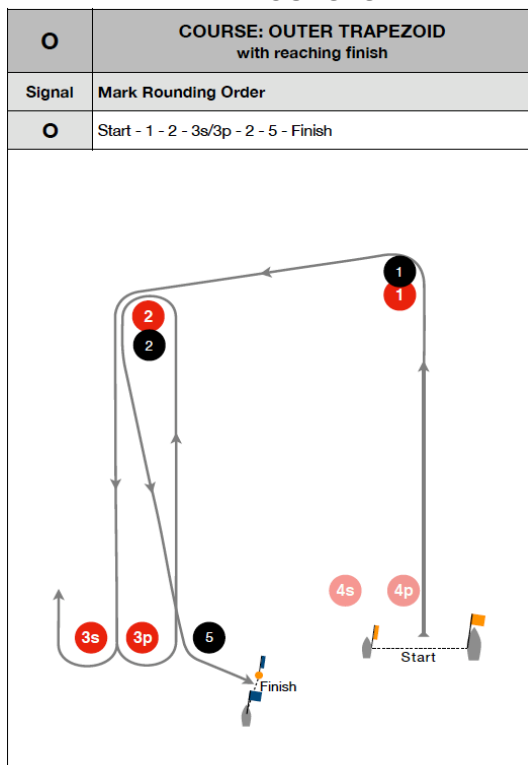 O
COURSE: OUTER TRAPEZOID
with reaching finish
Signal
Mark Rounding Order
O
Start - 1 - 2 - 3s/3p - 2 - 5 - Finish
1
1
2
2
4s
4p
3s
3p
5
Start
Finish